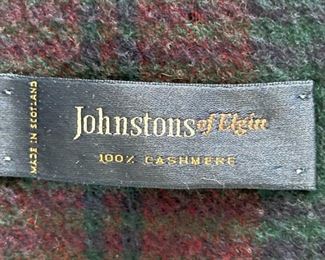 MADE IN SCOTLAND
Johnstons of Elgin
100% CASHMERE